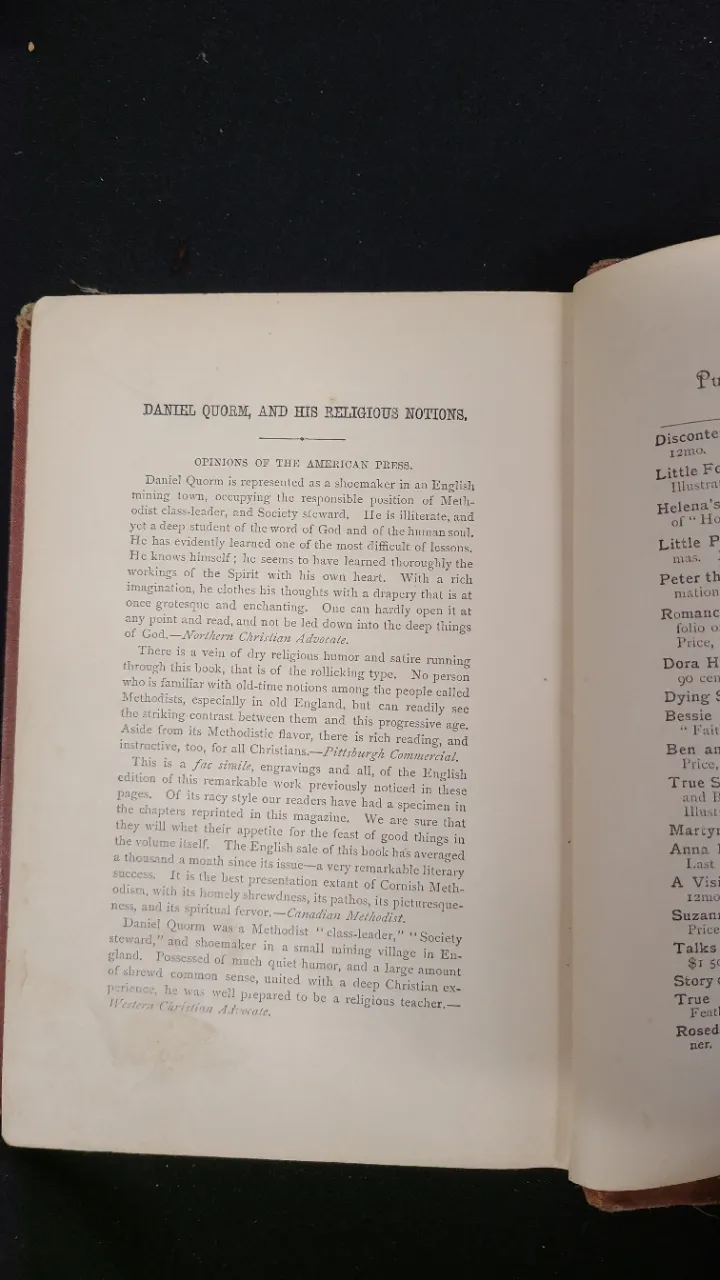 DANIEL QUORM, AND HIS RELIGIOUS NOTIONS.
OPINIONS OF THE AMERICAN PRESS.
Daniel Quorm is represented as a shoemaker in an English
mining town, occupying the responsible position of Meth-
odist class-leader, and Society steward. He is illiterate, and
yet a deep student of the word of God and of the human soul.
He has evidently learned one of the most difficult of lessons.
He knows himself; he seems to have learned thoroughly the
workings of the Spirit with his own heart. With a rich
imagination, he clothes his thoughts with a drapery that is at
once grotesque and enchanting. One can hardly open it at
any point and read, and not be led down into the deep things
of God.—Northern Christian Advocate.
There is a vein of dry religious humor and satire running
through this book, that is of the rollicking type. No person
who is familiar with old-time notions among the people called
Methodists, especially in old England, but can readily see
the striking contrast between them and this progressive age.
Aside from its Methodistic flavor, there is rich reading, and
instructive, too, for all Christians.—Pittsburgh Commercial.
This is a fac simile, engravings and all, of the English
edition of this remarkable work previously noticed in these
pages. Of its racy style our readers have had a specimen in
the chapters reprinted in this magazine. We are sure that
they will whet their appetite for the feast of good things in
the volume itself. The English sale of this book has averaged
a thousand a month since its issue—a very remarkable literary
success. It is the best presentation extant of Cornish Meth-
odism, with its homely shrewdness, its pathos, its picturesque-
ness, and its spiritual fervor.—Canadian Methodist.
Daniel Quorm was a Methodist "class-leader," "Society
steward," and shoemaker in a small mining village in En-
gland. Possessed of much quiet humor, and a large amount
of shrewd common sense, united with a deep Christian ex-
perience, he was well prepared to be a religious teacher.—
Western Christian Advocate.
Pu
Disconte
12mo.
Little Fo
Illustrat
Helena's
of "Ho
Little P
mas.
Peter th
mation
Romanc
folio o
Price,
Dora H
90 cen
Dying S
Bessie
"Fait
Ben an
Price,
True S
and B
Illust
Martyr
Anna
Last
A Visi
12mo
Suzann
Price
Talks
$1 50
Story o
True
Feat
Rosed
ner.